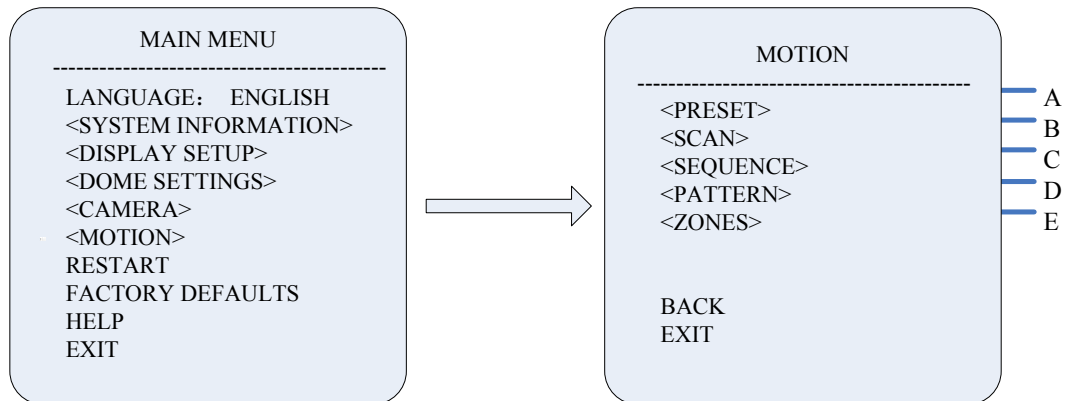 MAIN MENU
--------------------------------------------
LANGUAGE： ENGLISH
<SYSTEM INFORMATION>
<DISPLAY SETUP>
<DOME SETTINGS>
<CAMERA>
<MOTION>
RESTART
FACTORY DEFAULTS
HELP
EXIT
MOTION
--------------------------------------------
<PRESET>
<SCAN>
<SEQUENCE>
<PATTERN>
<ZONES>
BACK
EXIT
A
B
C
D
E